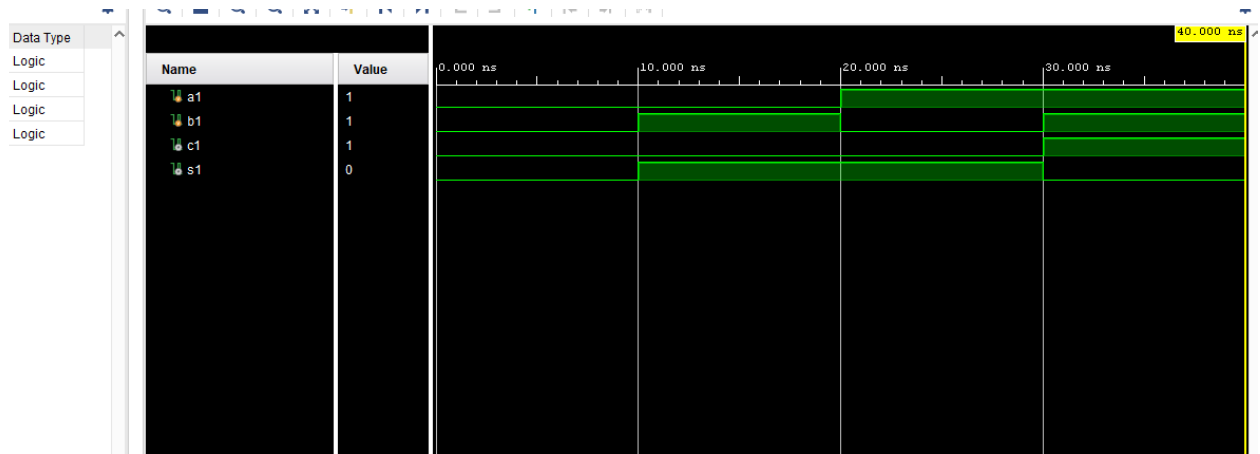 40.000 ns
Data Type
Logic
Logic
Logic
Logic
Name Value 0.000 ns 10.000 ns 20.000 ns 30.000 ns
a1 1
b1 1
c1 1
s1 0